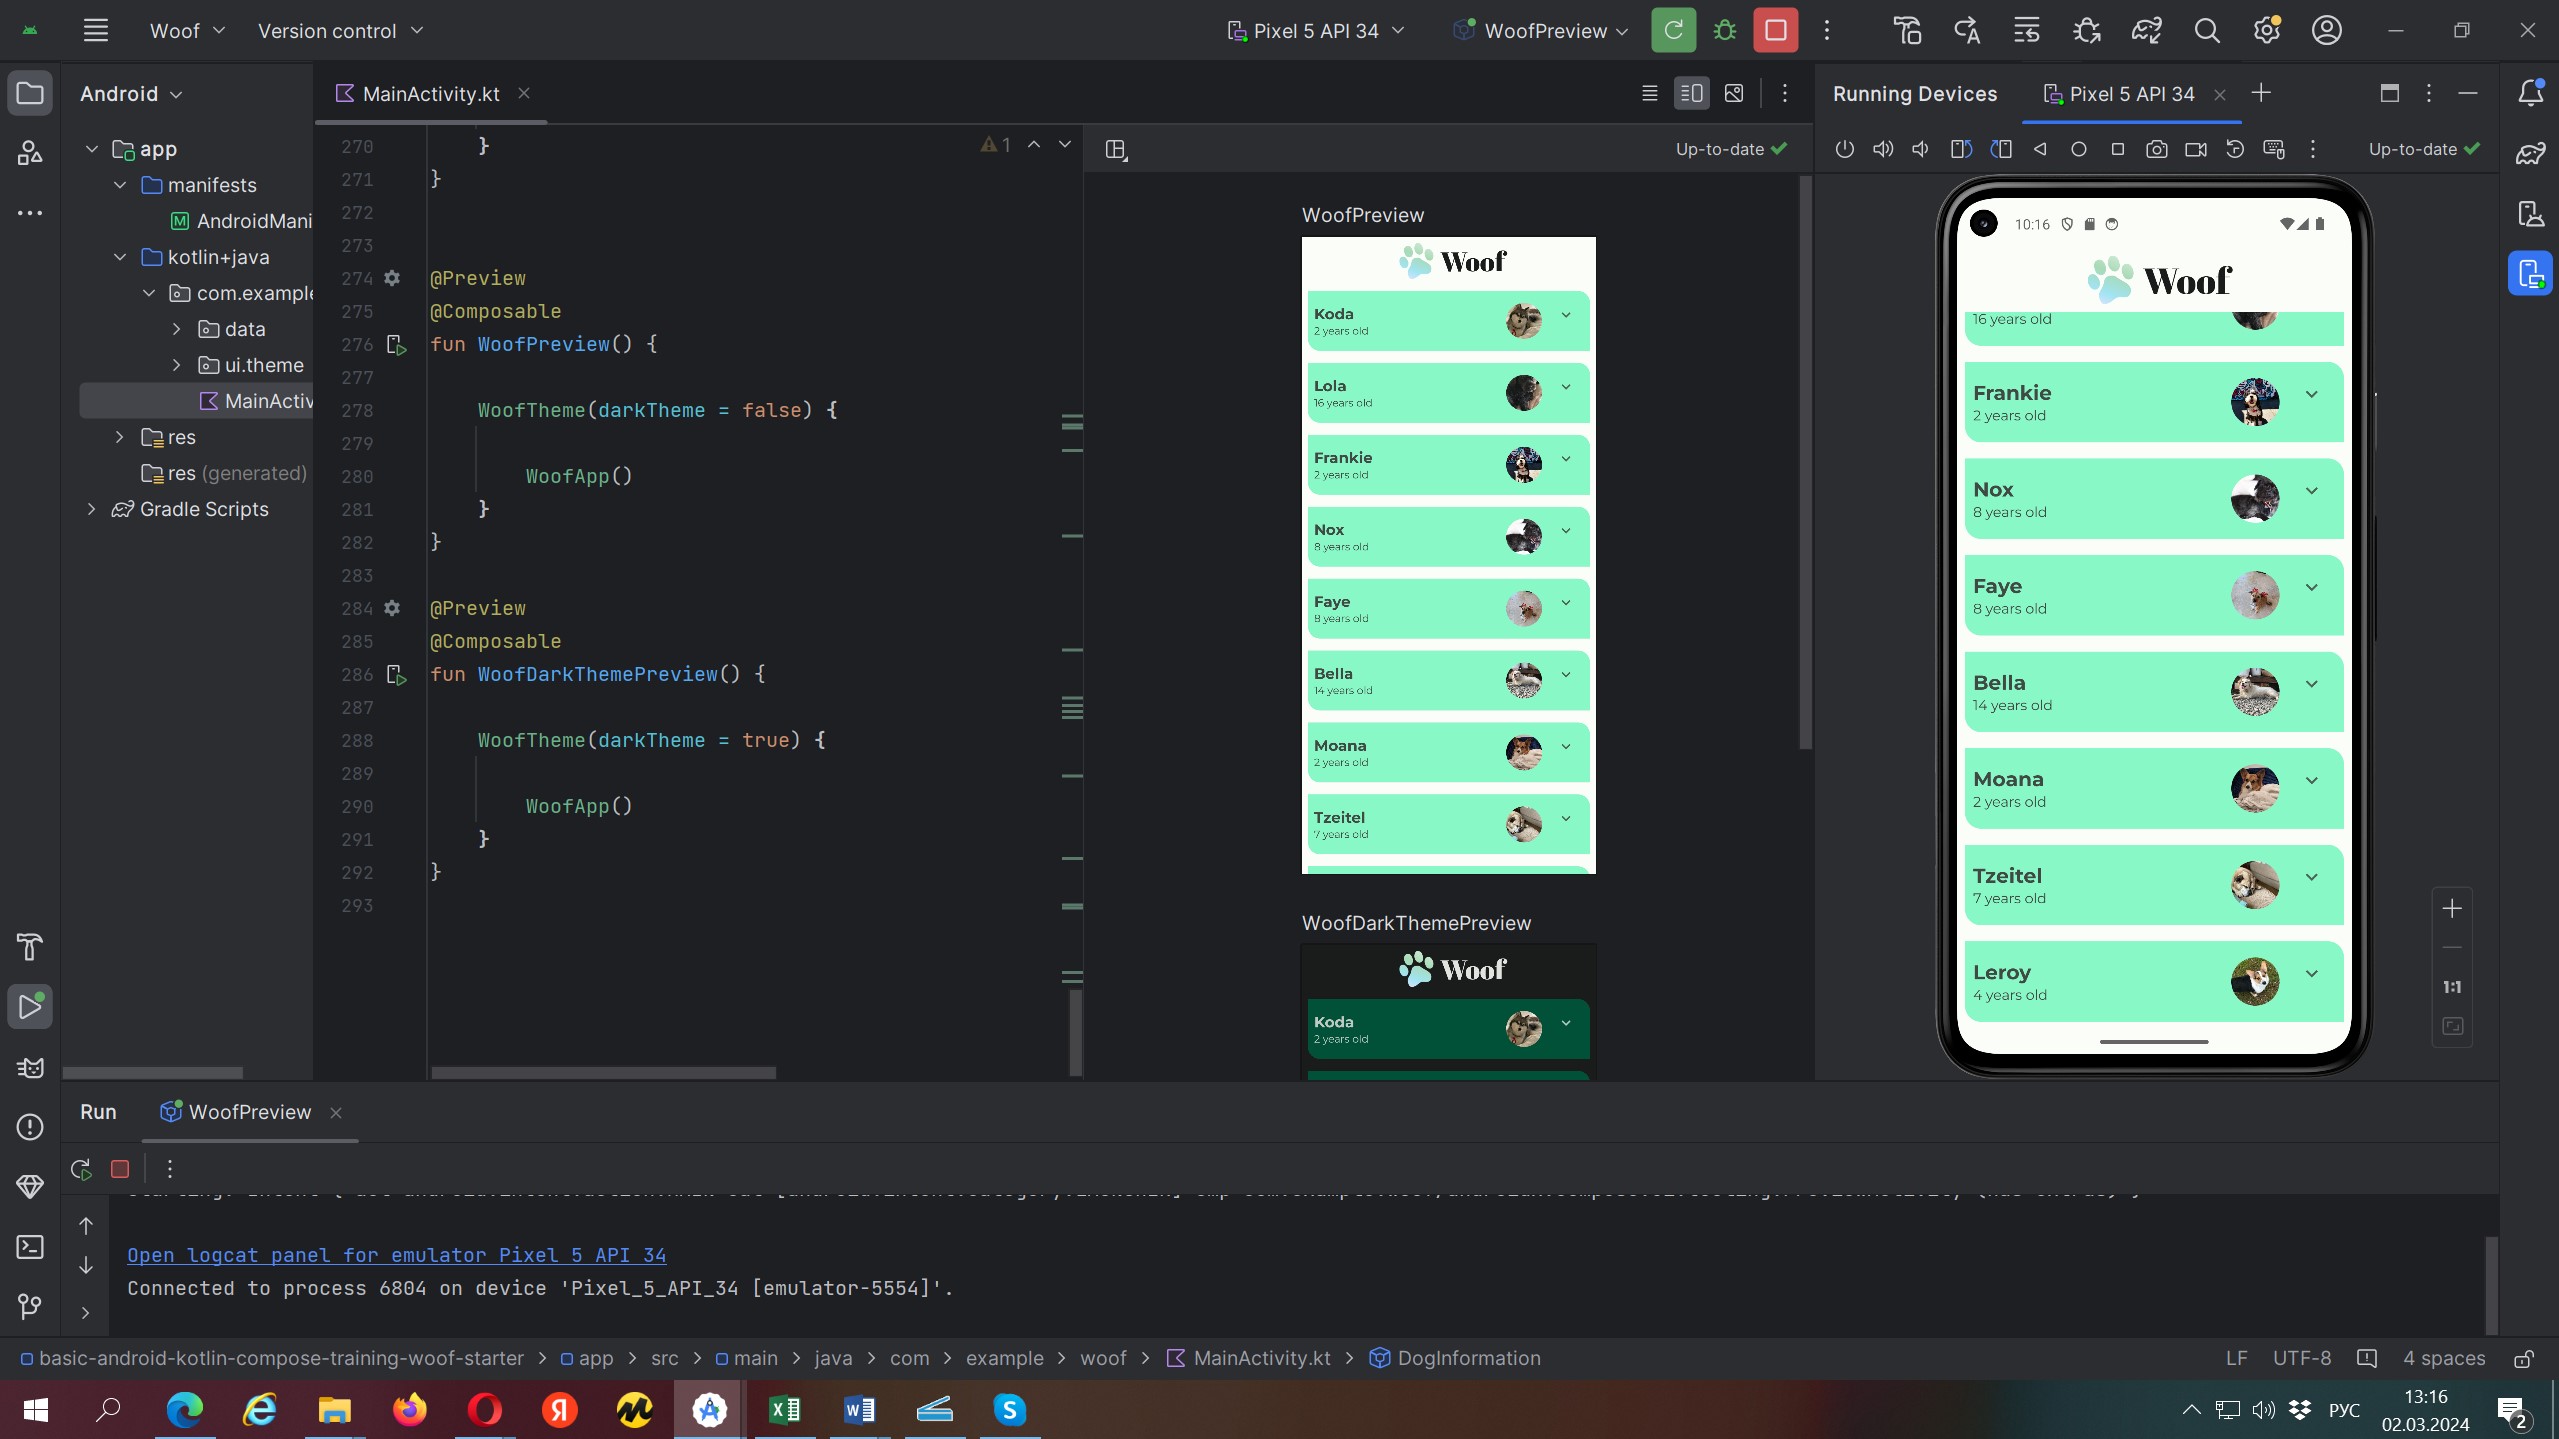 Woof
Version control
Pixel 5 API 34
WoofPreview
Android
MainActivity.kt
Running Devices
Pixel 5 API 34
app
manifests
AndroidMani
kotlin+java
com.example
data
ui.theme
MainActiv
res
res (generated)
Gradle Scripts
1
270 }
271 }
272
273
274 @Preview
275 @Composable
276 fun WoofPreview() {
277
278 WoofTheme(darkTheme = false) {
279
280 WoofApp()
281 }
282 }
283
284 @Preview
285 @Composable
286 fun WoofDarkThemePreview() {
287
288 WoofTheme(darkTheme = true) {
289
290 WoofApp()
291 }
292 }
293
Up-to-date
WoofPreview
Woof
Koda
2 years old
Lola
16 years old
Frankie
2 years old
Nox
8 years old
Faye
8 years old
Bella
14 years old
Moana
2 years old
Tzeitel
7 years old
WoofDarkThemePreview
Woof
Koda
2 years old
Up-to-date
10:16
Woof
16 years old
Frankie
2 years old
Nox
8 years old
Faye
8 years old
Bella
14 years old
Moana
2 years old
Tzeitel
7 years old
Leroy
4 years old
1:1
Run
WoofPreview
Open logcat panel for emulator Pixel 5 API 34
Connected to process 6804 on device 'Pixel_5_API_34 [emulator-5554]'.
basic-android-kotlin-compose-training-woof-starter > app > src > main > java > com > example > woof > MainActivity.kt > DogInformation
LF UTF-8 4 spaces
РУС
13:16
02.03.2024
2